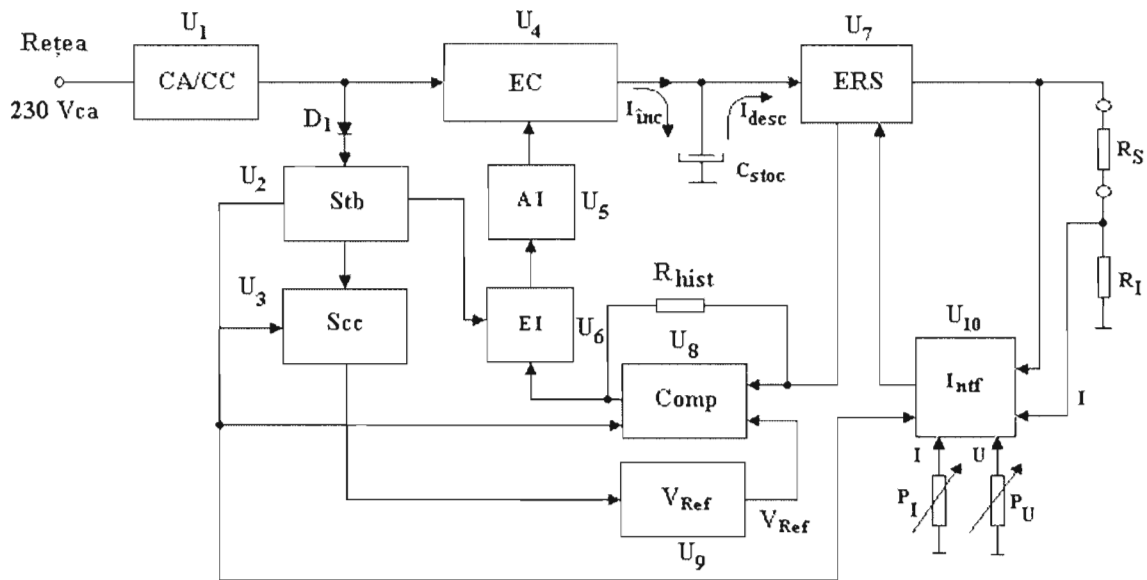 U1
U4
U7
Rețea
CA/CC
EC
ERS
230 Vca
D1
Iînc
Idesc
RS
U2
Stb
AI
U5
Cstoc
Rhist
RI
U3
Scc
EI
U6
U8
U10
Comp
Intf
I
I
U
VRef
VRef
PI
PU
U9